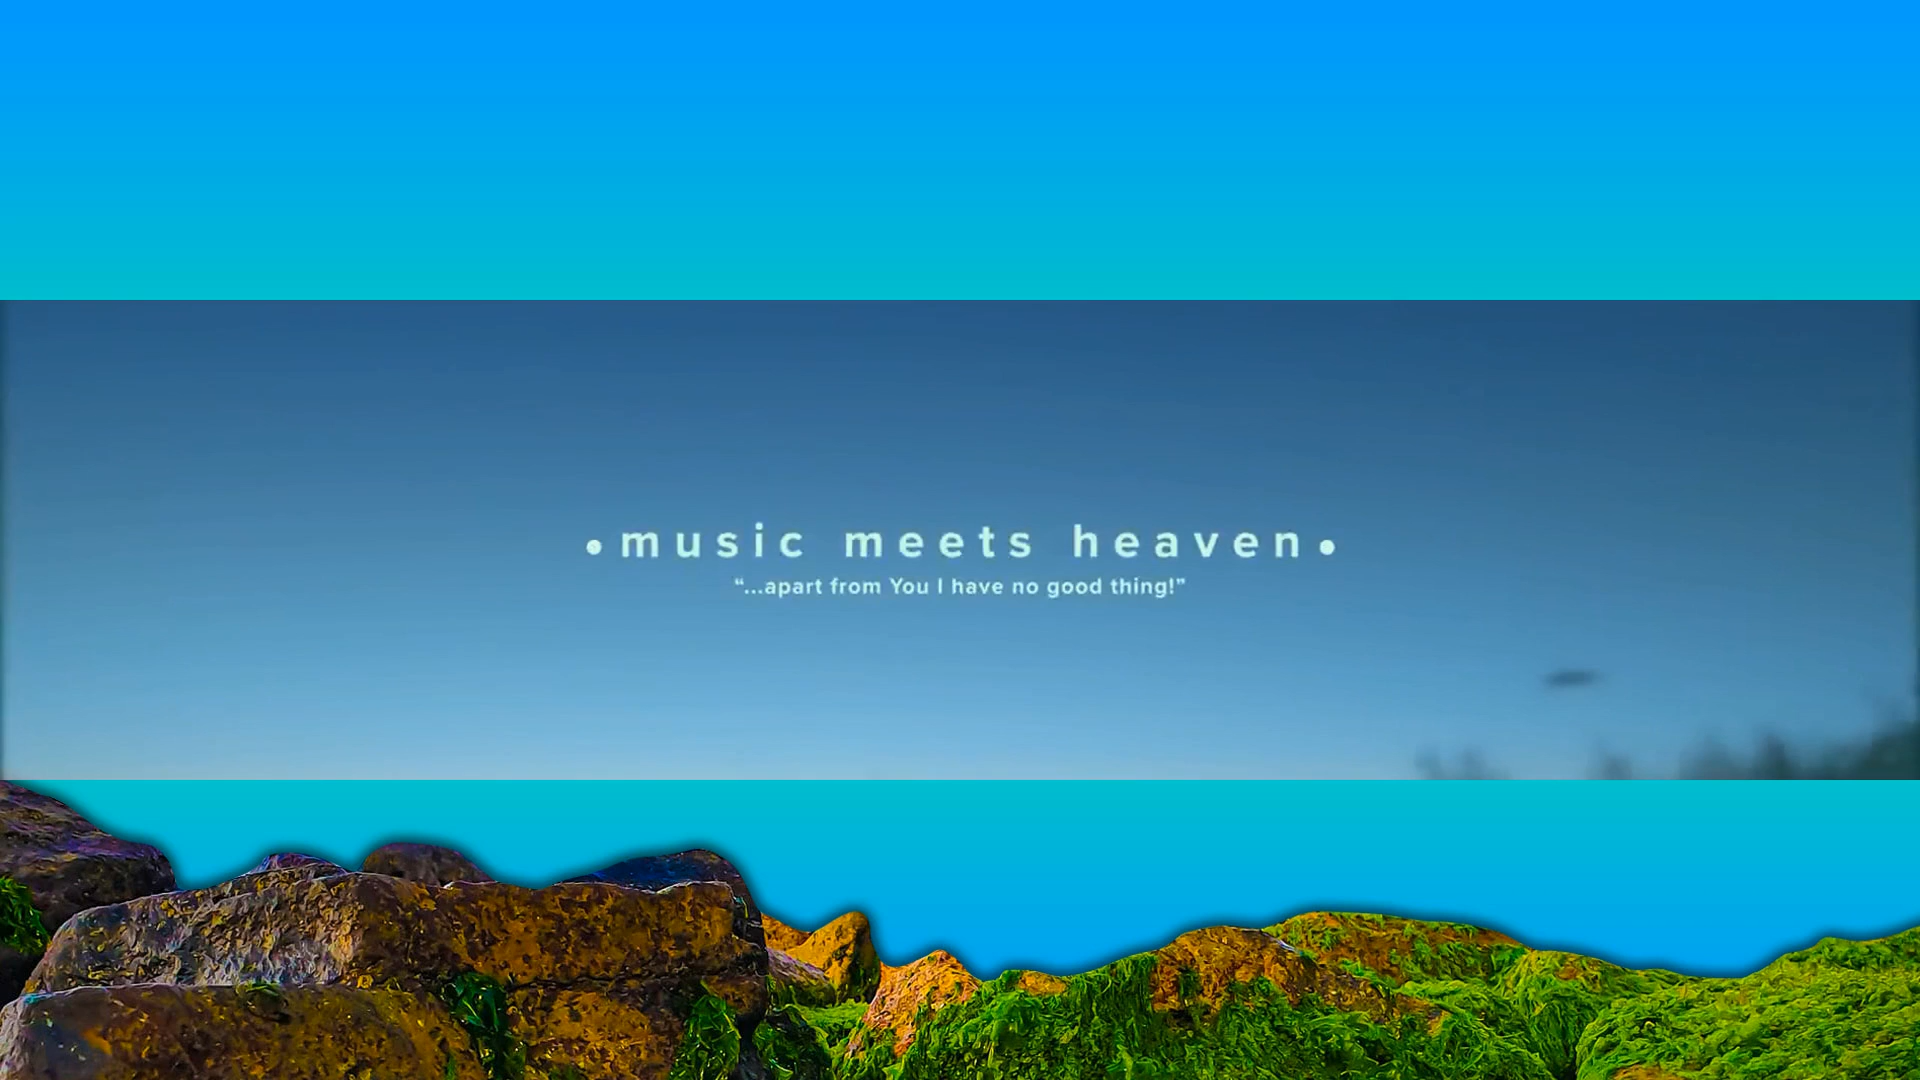 •music meets heaven•
“...apart from You I have no good thing!”